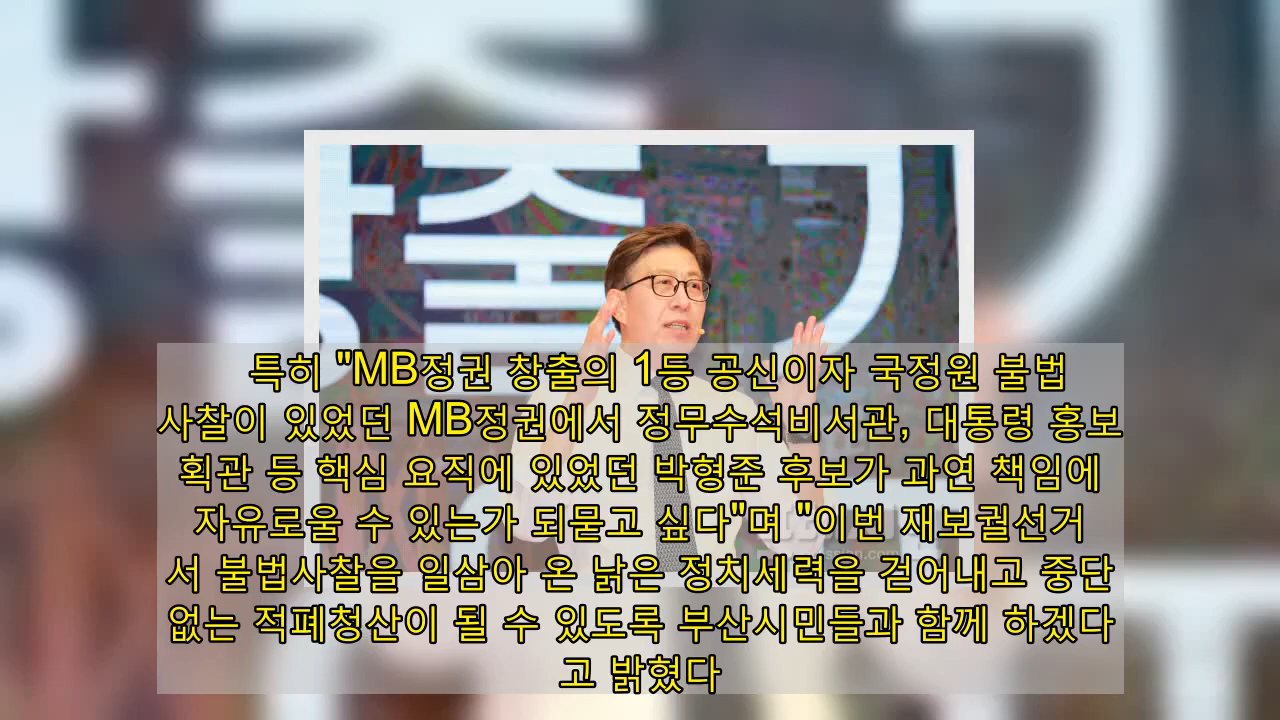 창출
특히 "MB정권 창출의 1등 공신이자 국정원 불법
사찰이 있었던 MB정권에서 정무수석비서관, 대통령 홍보
획관 등 핵심 요직에 있었던 박형준 후보가 과연 책임에
자유로울 수 있는가 되묻고 싶다"며 "이번 재보궐선거
서 불법사찰을 일삼아 온 낡은 정치세력을 걷어내고 중단
없는 적폐청산이 될 수 있도록 부산시민들과 함께 하겠다
고 밝혔다